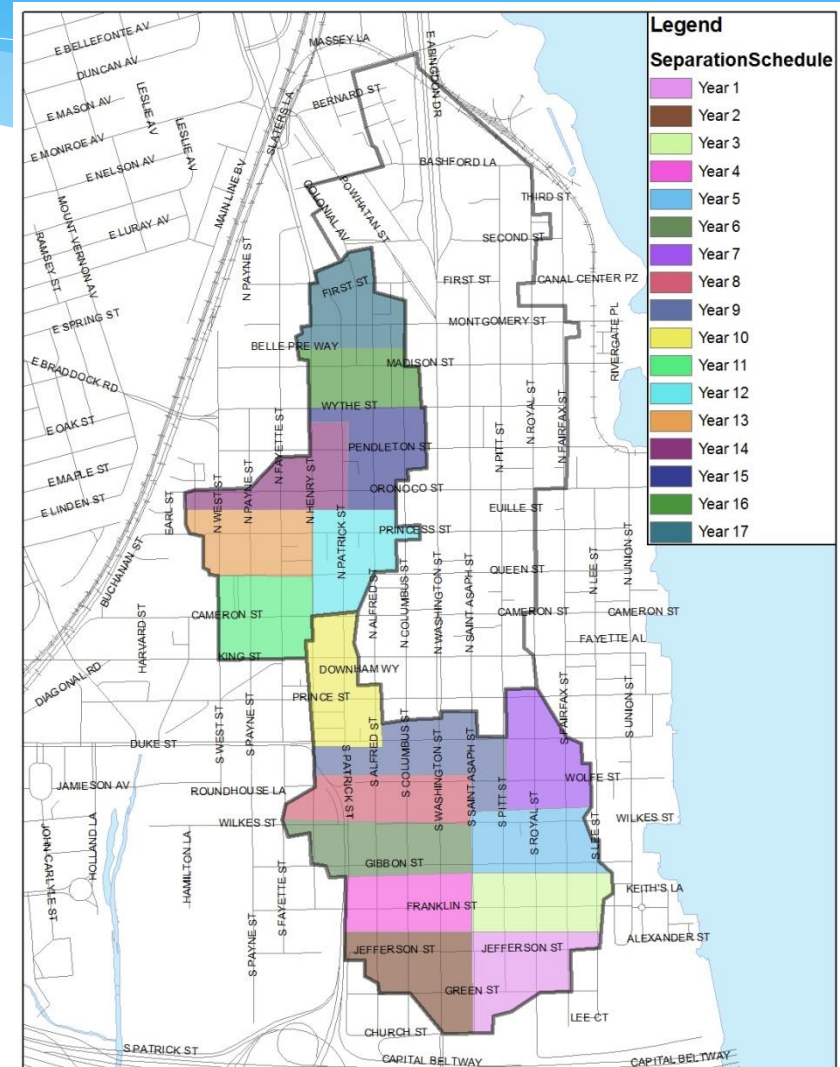 Legend
SeparationSchedule
Year 1
Year 2
Year 3
Year 4
Year 5
Year 6
Year 7
Year 8
Year 9
Year 10
Year 11
Year 12
Year 13
Year 14
Year 15
Year 16
Year 17
E BELLEFONTE AV
MASSEY LA
DUNCAN AV
E ABINGDON DR
LESLIE AV
BERNARD ST
E MASON AV
SLATERS LA
LESLIE AV
E MONROE AV
BASHFORD LA
E NELSON AV
MAIN LINE BV
POWHATAN ST
COLONIAL AV
THIRD ST
MOUNT VERNON AV
E LURAY AV
RAMSEY ST
SECOND ST
N PAYNE ST
FIRST ST
FIRST ST
CANAL CENTER PZ
E SPRING ST
MONTGOMERY ST
BELLE PRE WAY
RIVERGATE PL
E BRADDOCK RD
MADISON ST
WYTHE ST
N ROYAL ST
N FAIRFAX ST
E OAK ST
N FAYETTE ST
N PITT ST
PENDLETON ST
E MAPLE ST
N PAYNE ST
N HENRY ST
ORONOCO ST
E LINDEN ST
EARL ST
N WEST ST
EUILLE ST
PRINCESS ST
N PATRICK ST
BUCHANAN ST
QUEEN ST
N LEE ST
N UNION ST
N ALFRED ST
N COLUMBUS ST
N WASHINGTON ST
N SAINT ASAPH ST
CAMERON ST
CAMERON ST
CAMERON ST
HARVARD ST
FAYETTE AL
KING ST
DIAGONAL RD
DOWNHAM WY
PRINCE ST
S WEST ST
S PAYNE ST
S FAIRFAX ST
S UNION ST
DUKE ST
S PATRICK ST
S ALFRED ST
S COLUMBUS ST
S WASHINGTON ST
S SAINT ASAPH ST
S PITT ST
WOLFE ST
JAMIESON AV
ROUNDHOUSE LA
S ROYAL ST
WILKES ST
WILKES ST
S LEE ST
JOHN CARLYLE ST
HOLLAND LA
HAMILTON LA
GIBBON ST
S FAYETTE ST
KEITH'S LA
FRANKLIN ST
S PAYNE ST
ALEXANDER ST
JEFFERSON ST
JEFFERSON ST
GREEN ST
LEE CT
CHURCH ST
S PATRICK ST
CAPITAL BELTWAY
CAPITAL BELTWAY